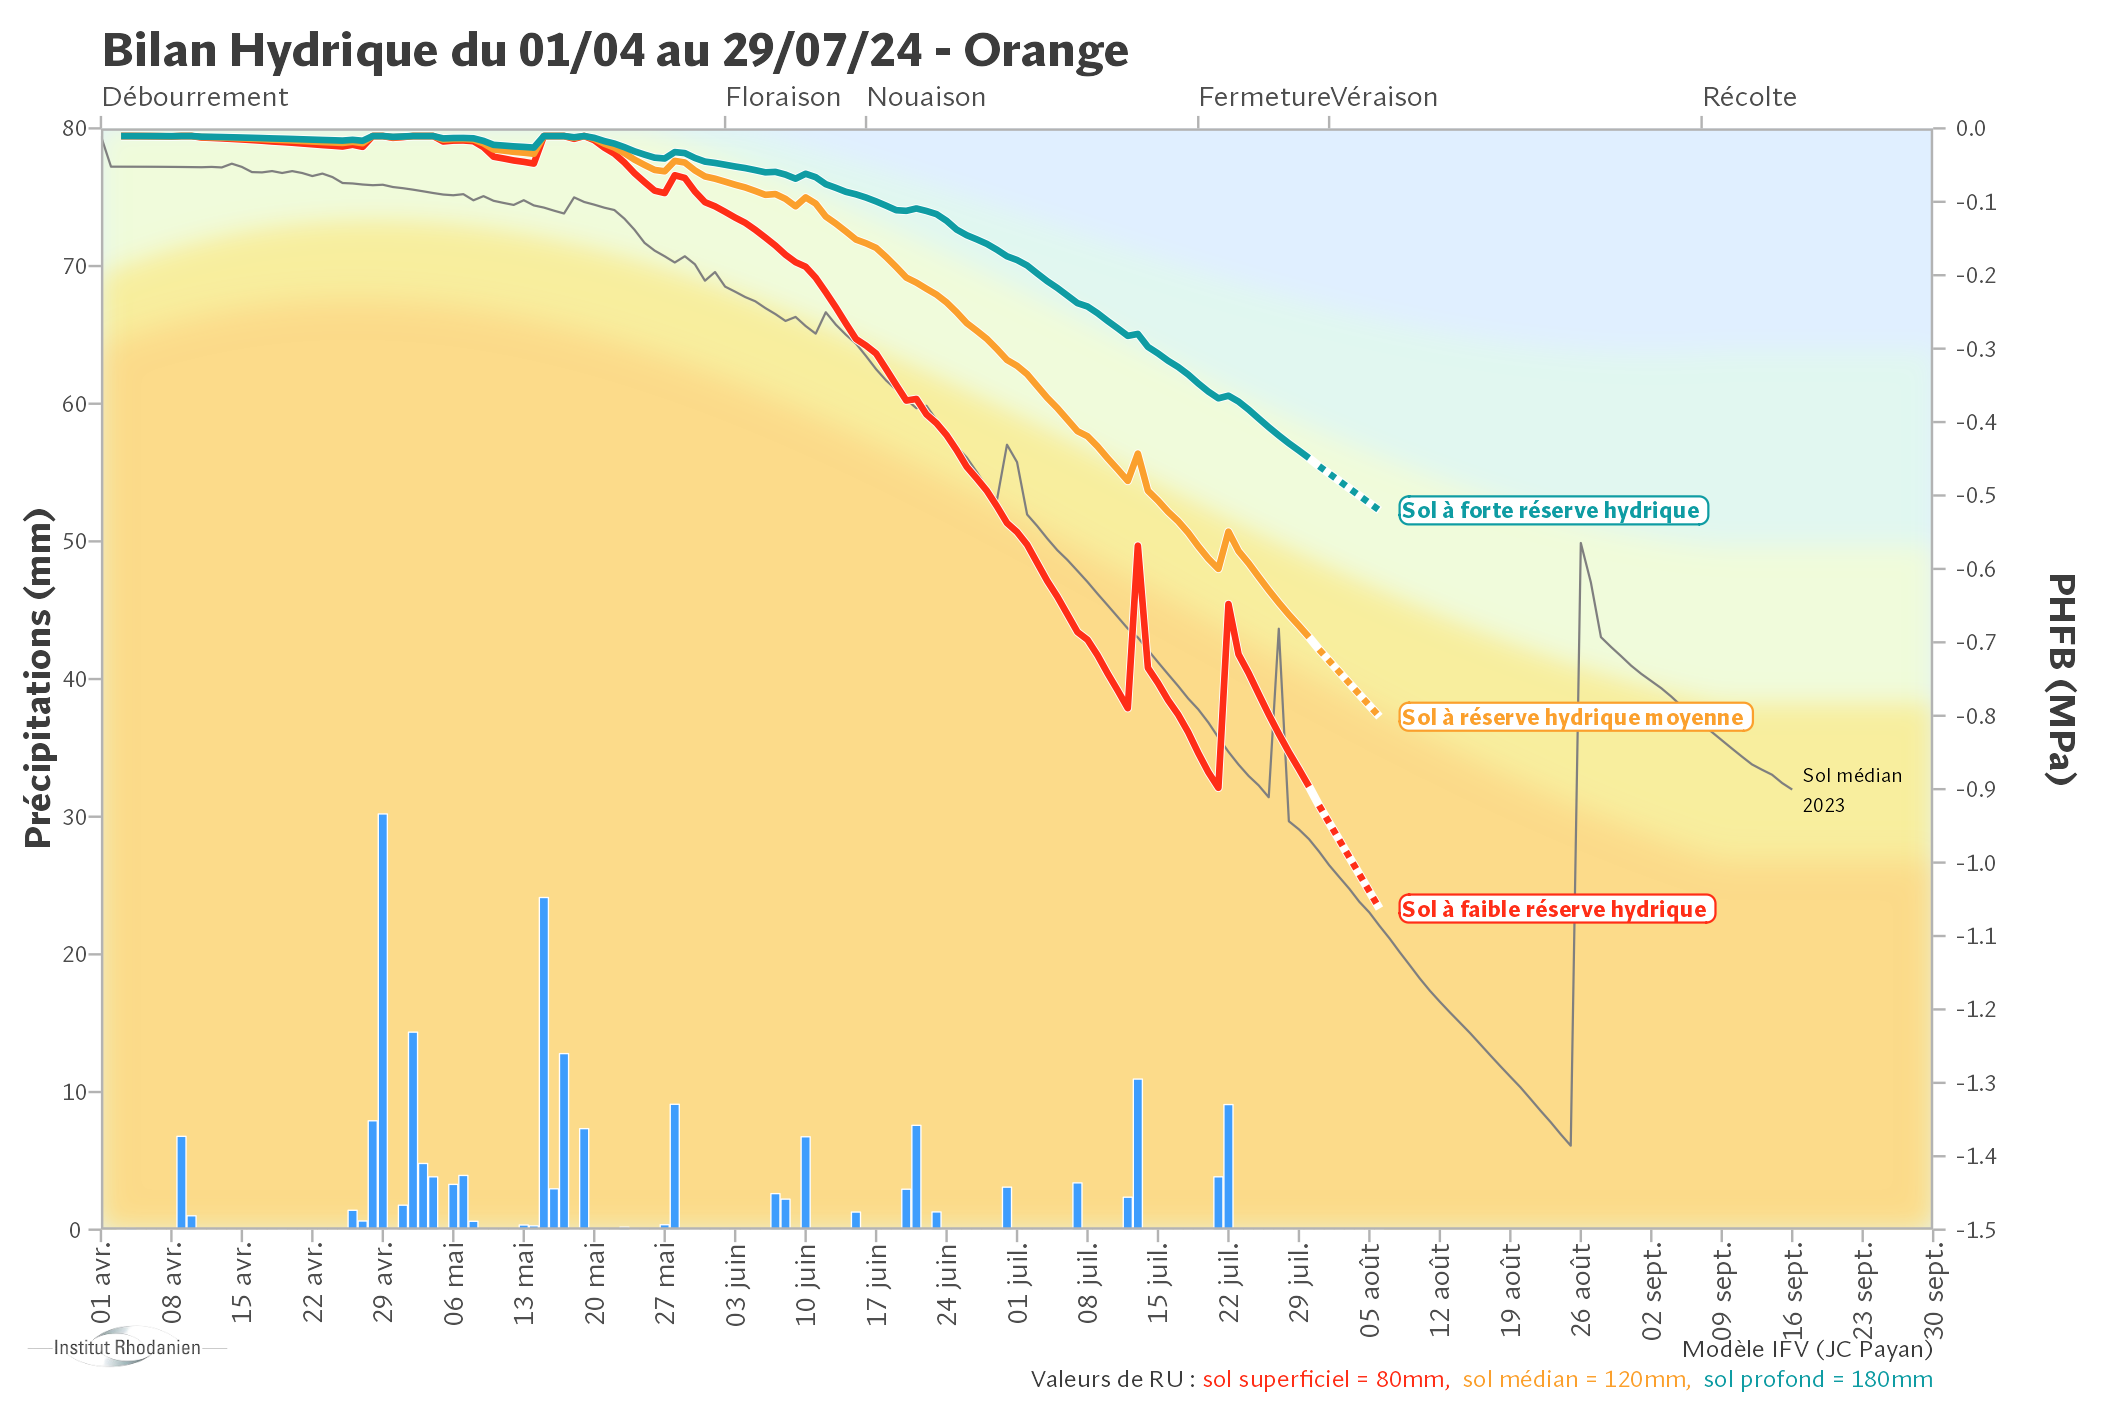 Bilan Hydrique du 01/04 au 29/07/24 - Orange
Débourrement Floraison Nouaison Fermeture Véraison Récolte
Précipitations (mm)
80
70
60
50
40
30
20
10
0
0.0
-0.1
-0.2
-0.3
-0.4
-0.5
-0.6
-0.7
-0.8
-0.9
-1.0
-1.1
-1.2
-1.3
-1.4
-1.5
PHFB (MPa)
Sol à forte réserve hydrique
Sol à réserve hydrique moyenne
Sol médian
2023
Sol à faible réserve hydrique
01 avr.
08 avr.
15 avr.
22 avr.
29 avr.
06 mai
13 mai
20 mai
27 mai
03 juin
10 juin
17 juin
24 juin
01 juil.
08 juil.
15 juil.
22 juil.
29 juil.
05 août
12 août
19 août
26 août
02 sept.
09 sept.
16 sept.
23 sept.
30 sept.
Institut Rhodanien
Modèle IFV (JC Payan)
Valeurs de RU : sol superficiel = 80mm, sol médian = 120mm, sol profond = 180mm